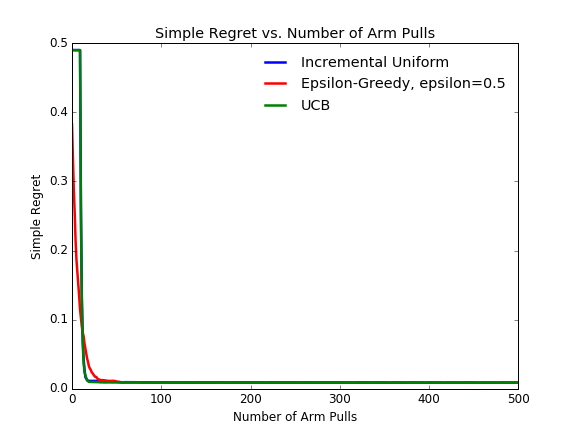 Simple Regret vs. Number of Arm Pulls
0.5
0.4
0.3
0.2
0.1
0.0
Simple Regret
Incremental Uniform
Epsilon-Greedy, epsilon=0.5
UCB
0 100 200 300 400 500
Number of Arm Pulls